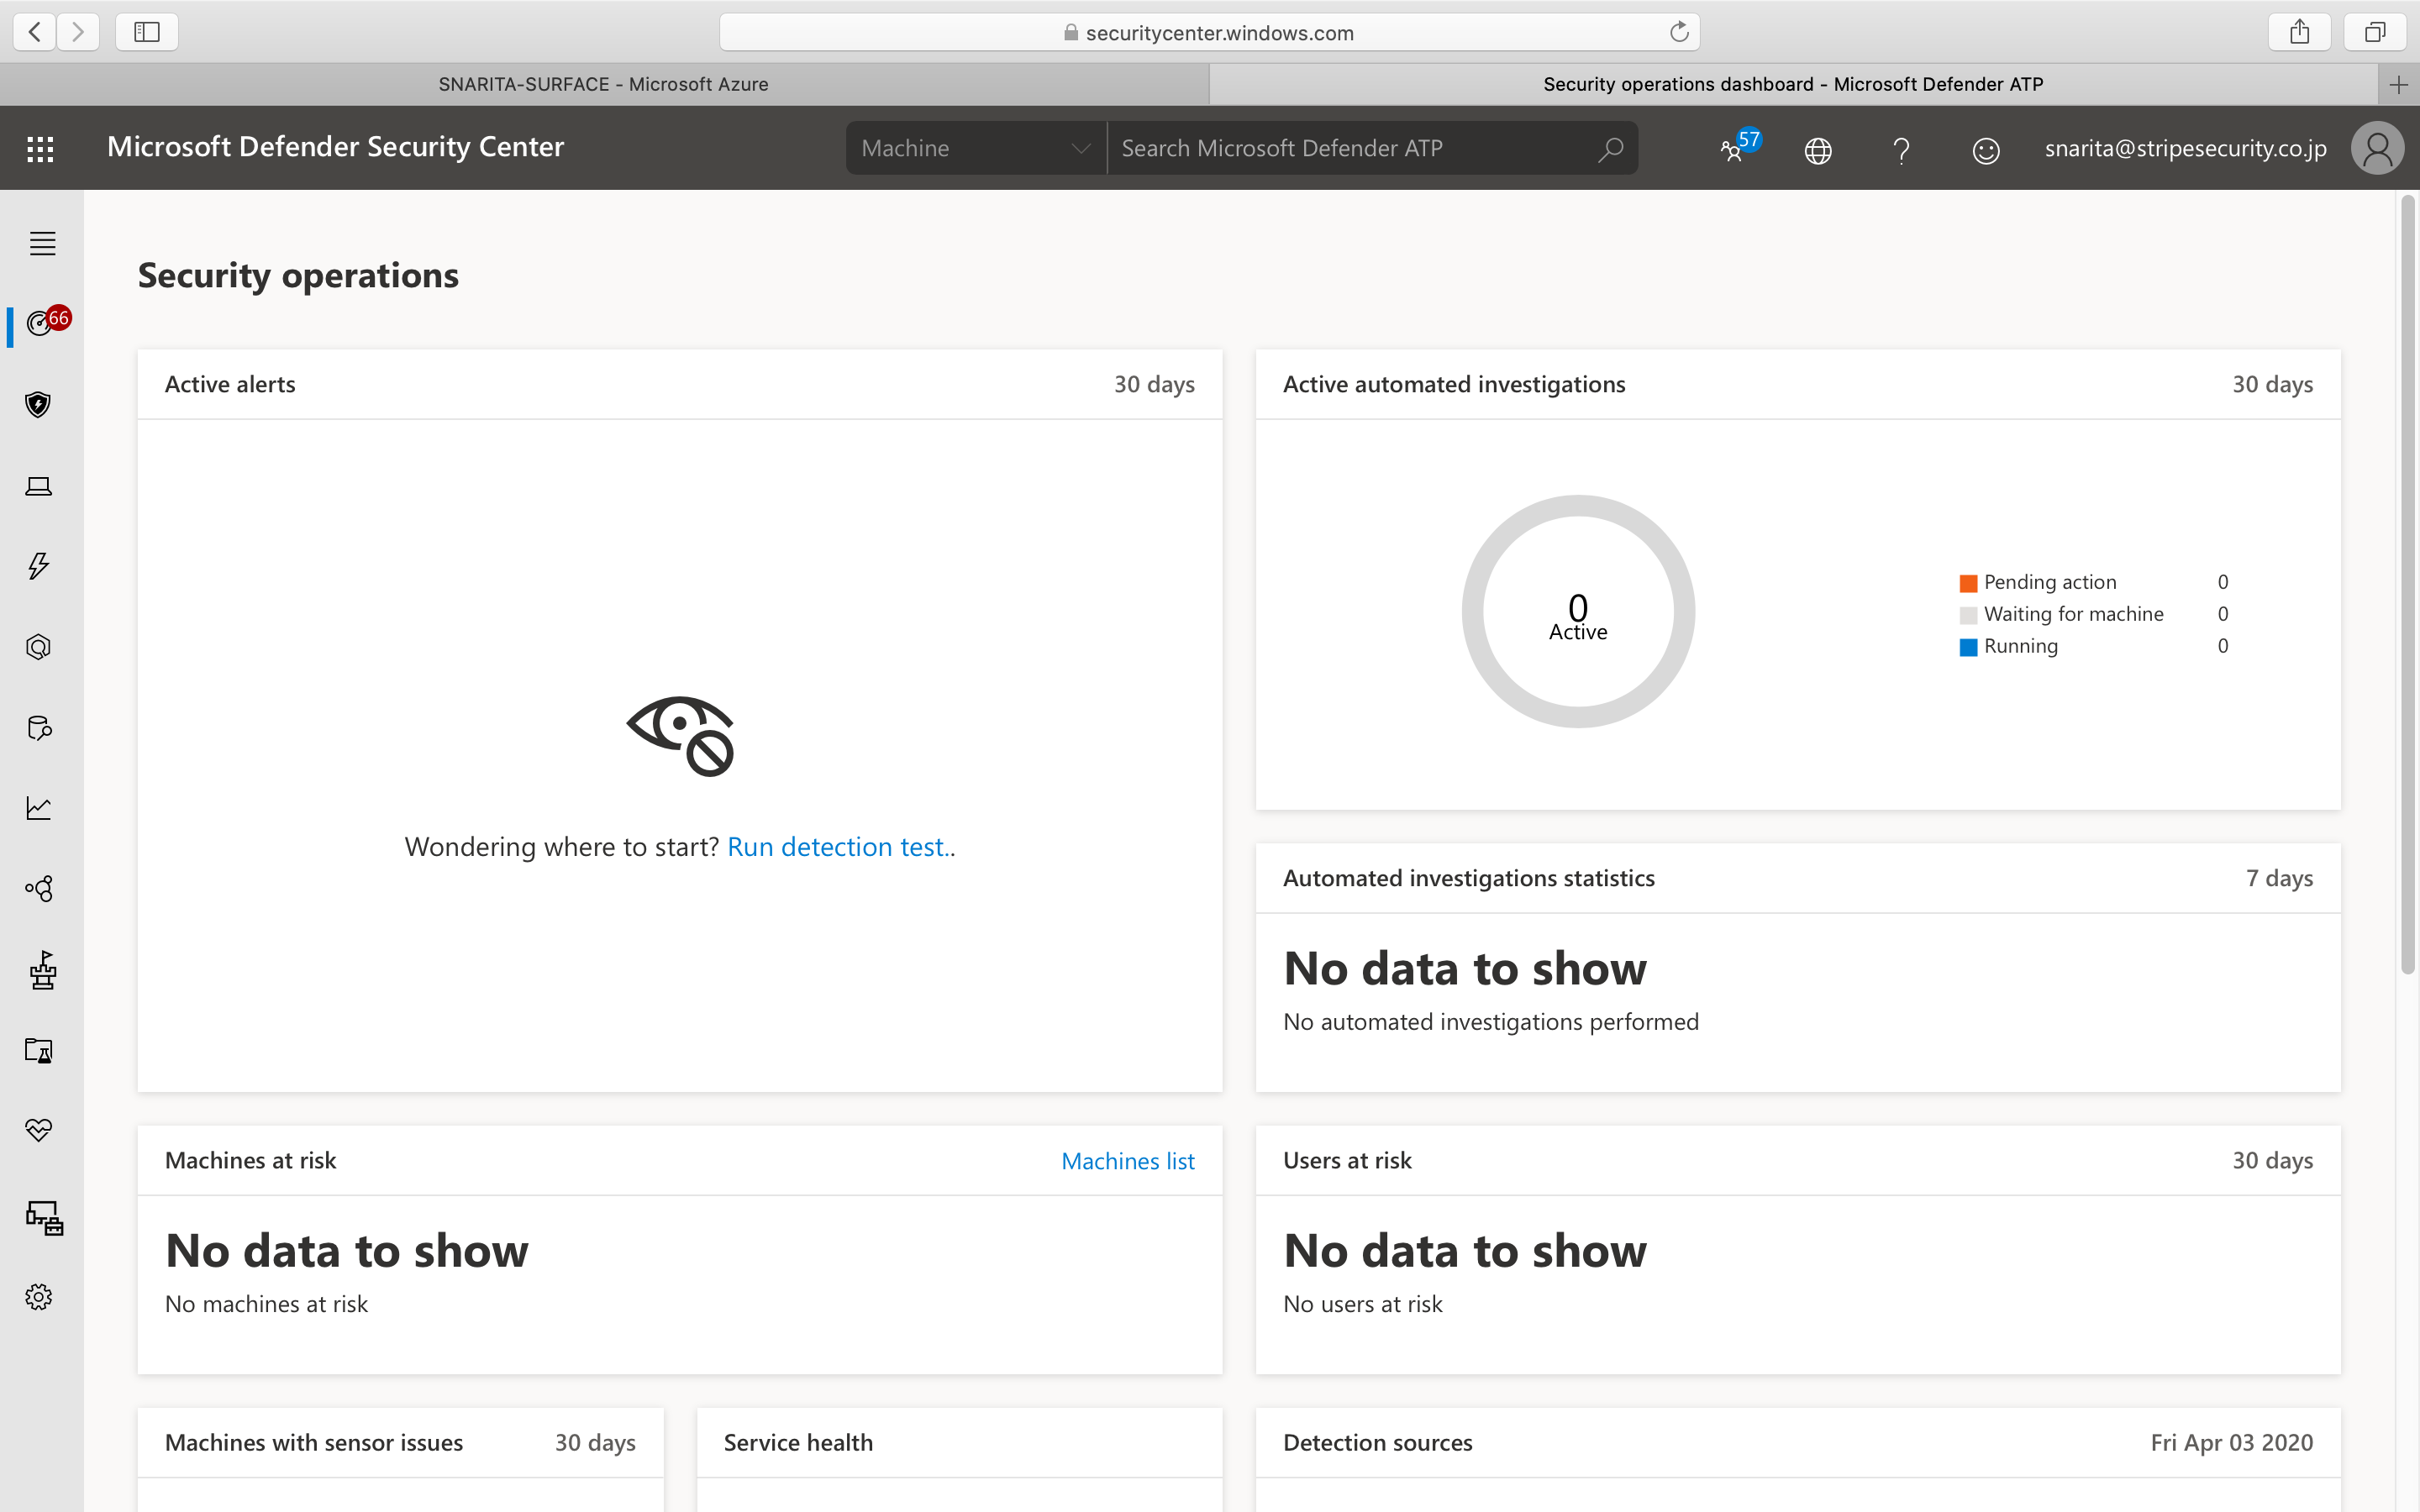 securitycenter.windows.com
SNARITA-SURFACE - Microsoft Azure
Security operations dashboard - Microsoft Defender ATP
Microsoft Defender Security Center
Machine
Search Microsoft Defender ATP
57
snarita@stripesecurity.co.jp
66
Security operations
Active alerts
30 days
Wondering where to start? Run detection test..
Active automated investigations
30 days
0
Active
Pending action 0
Waiting for machine 0
Running 0
Automated investigations statistics
7 days
No data to show
No automated investigations performed
Machines at risk
Machines list
No data to show
No machines at risk
Users at risk
30 days
No data to show
No users at risk
Machines with sensor issues
30 days
Service health
Detection sources
Fri Apr 03 2020